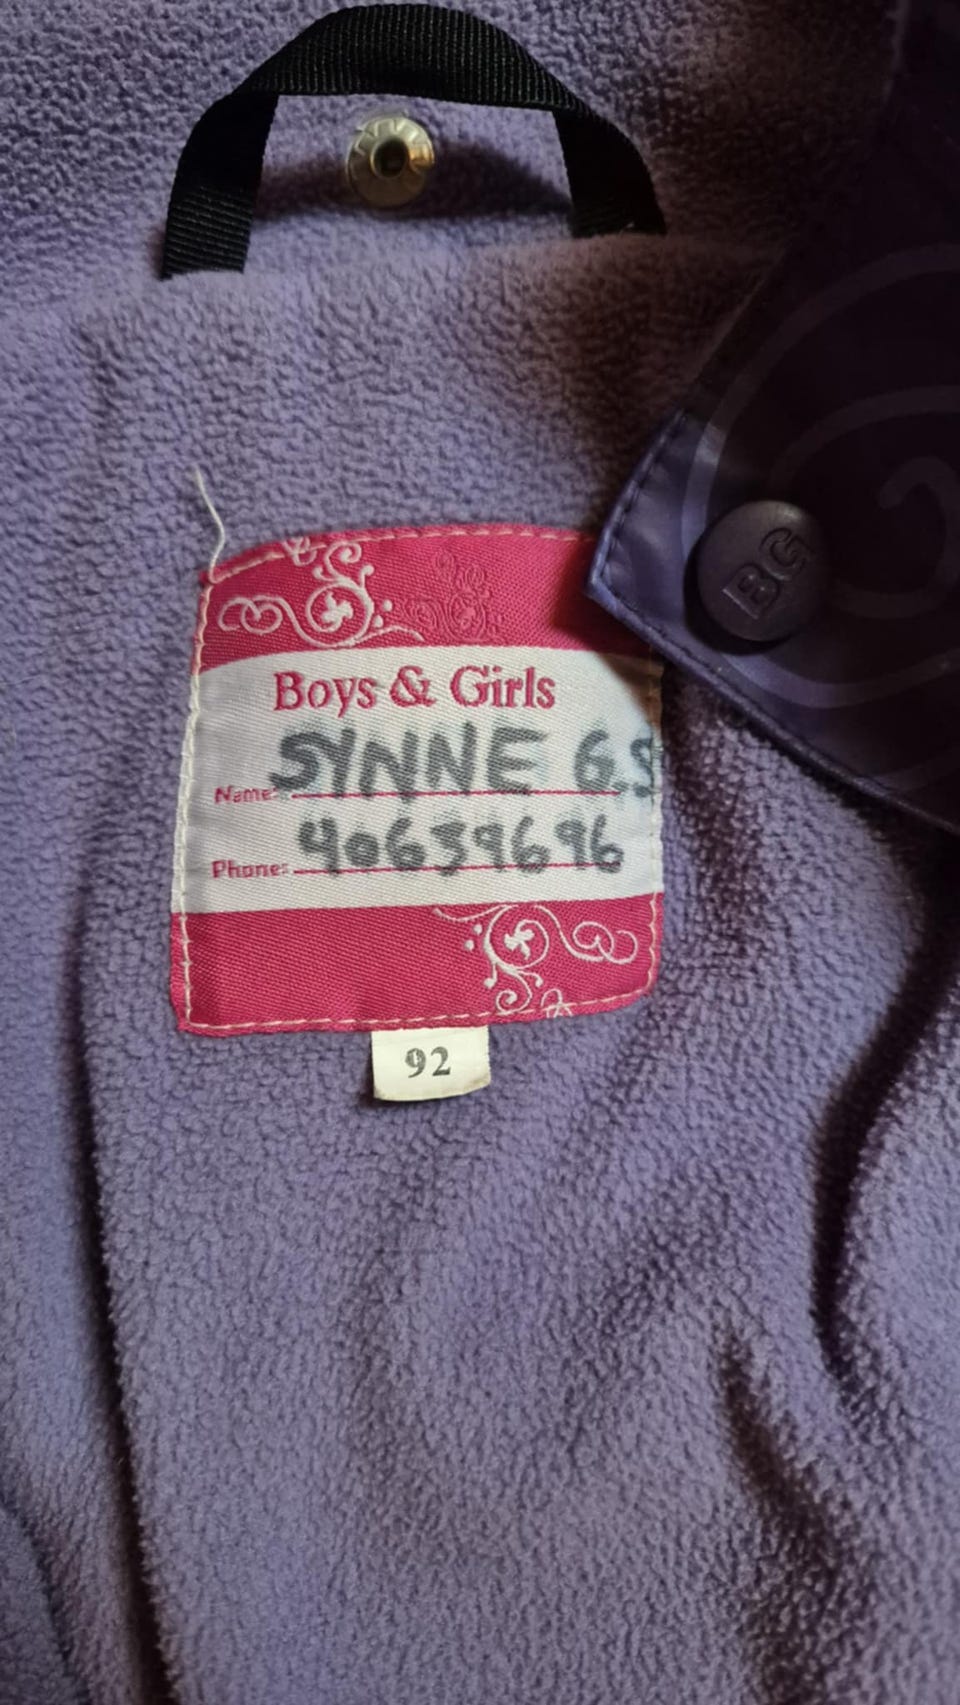 BG
Boys & Girls
Name: SYNNE G.S
Phone: 40639696
92